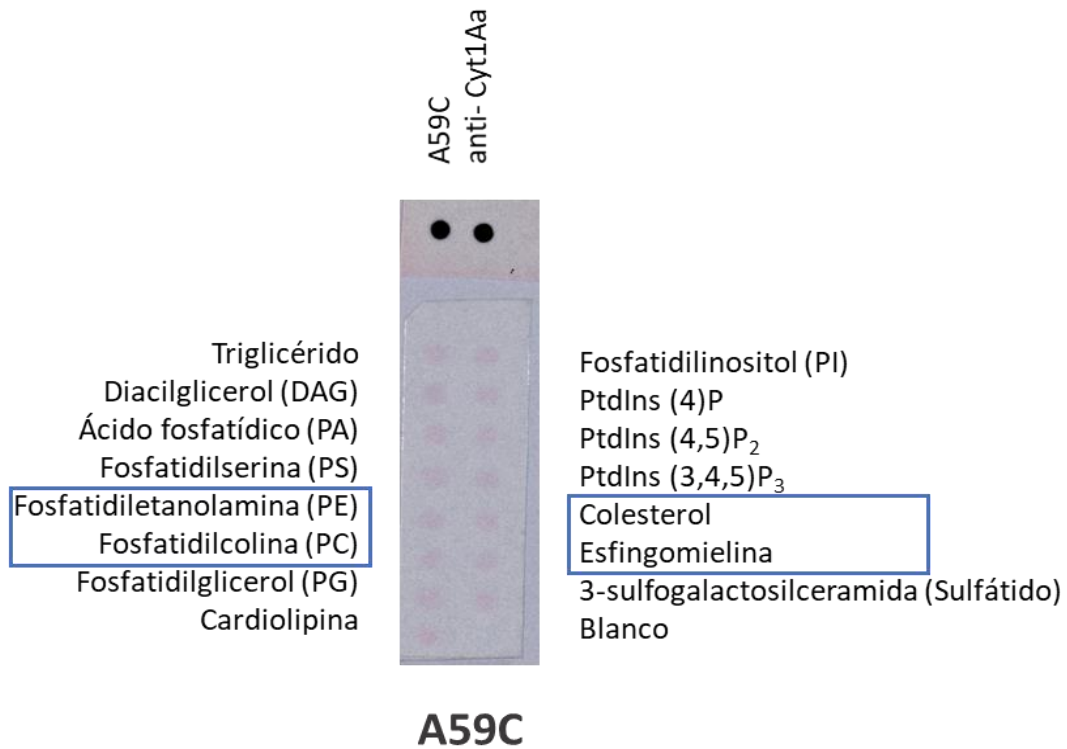 A59C
anti- Cyt1Aa
Triglicérido
Diacilglicerol (DAG)
Ácido fosfatídico (PA)
Fosfatidilserina (PS)
Fosfatidiletanolamina (PE)
Fosfatidilcolina (PC)
Fosfatidilglicerol (PG)
Cardiolipina
Fosfatidilinositol (PI)
PtdIns (4)P
PtdIns (4,5)P₂
PtdIns (3,4,5)P₃
Colesterol
Esfingomielina
3-sulfogalactosilceramida (Sulfátido)
Blanco
A59C